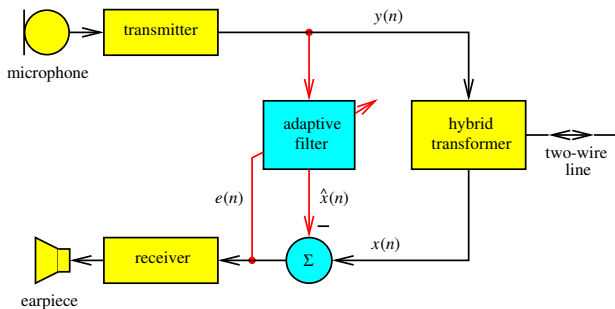 y(n)
transmitter
microphone
adaptive
filter
hybrid
transformer
two-wire
line
e(n)
x̂(n)
−
x(n)
receiver
Σ
earpiece